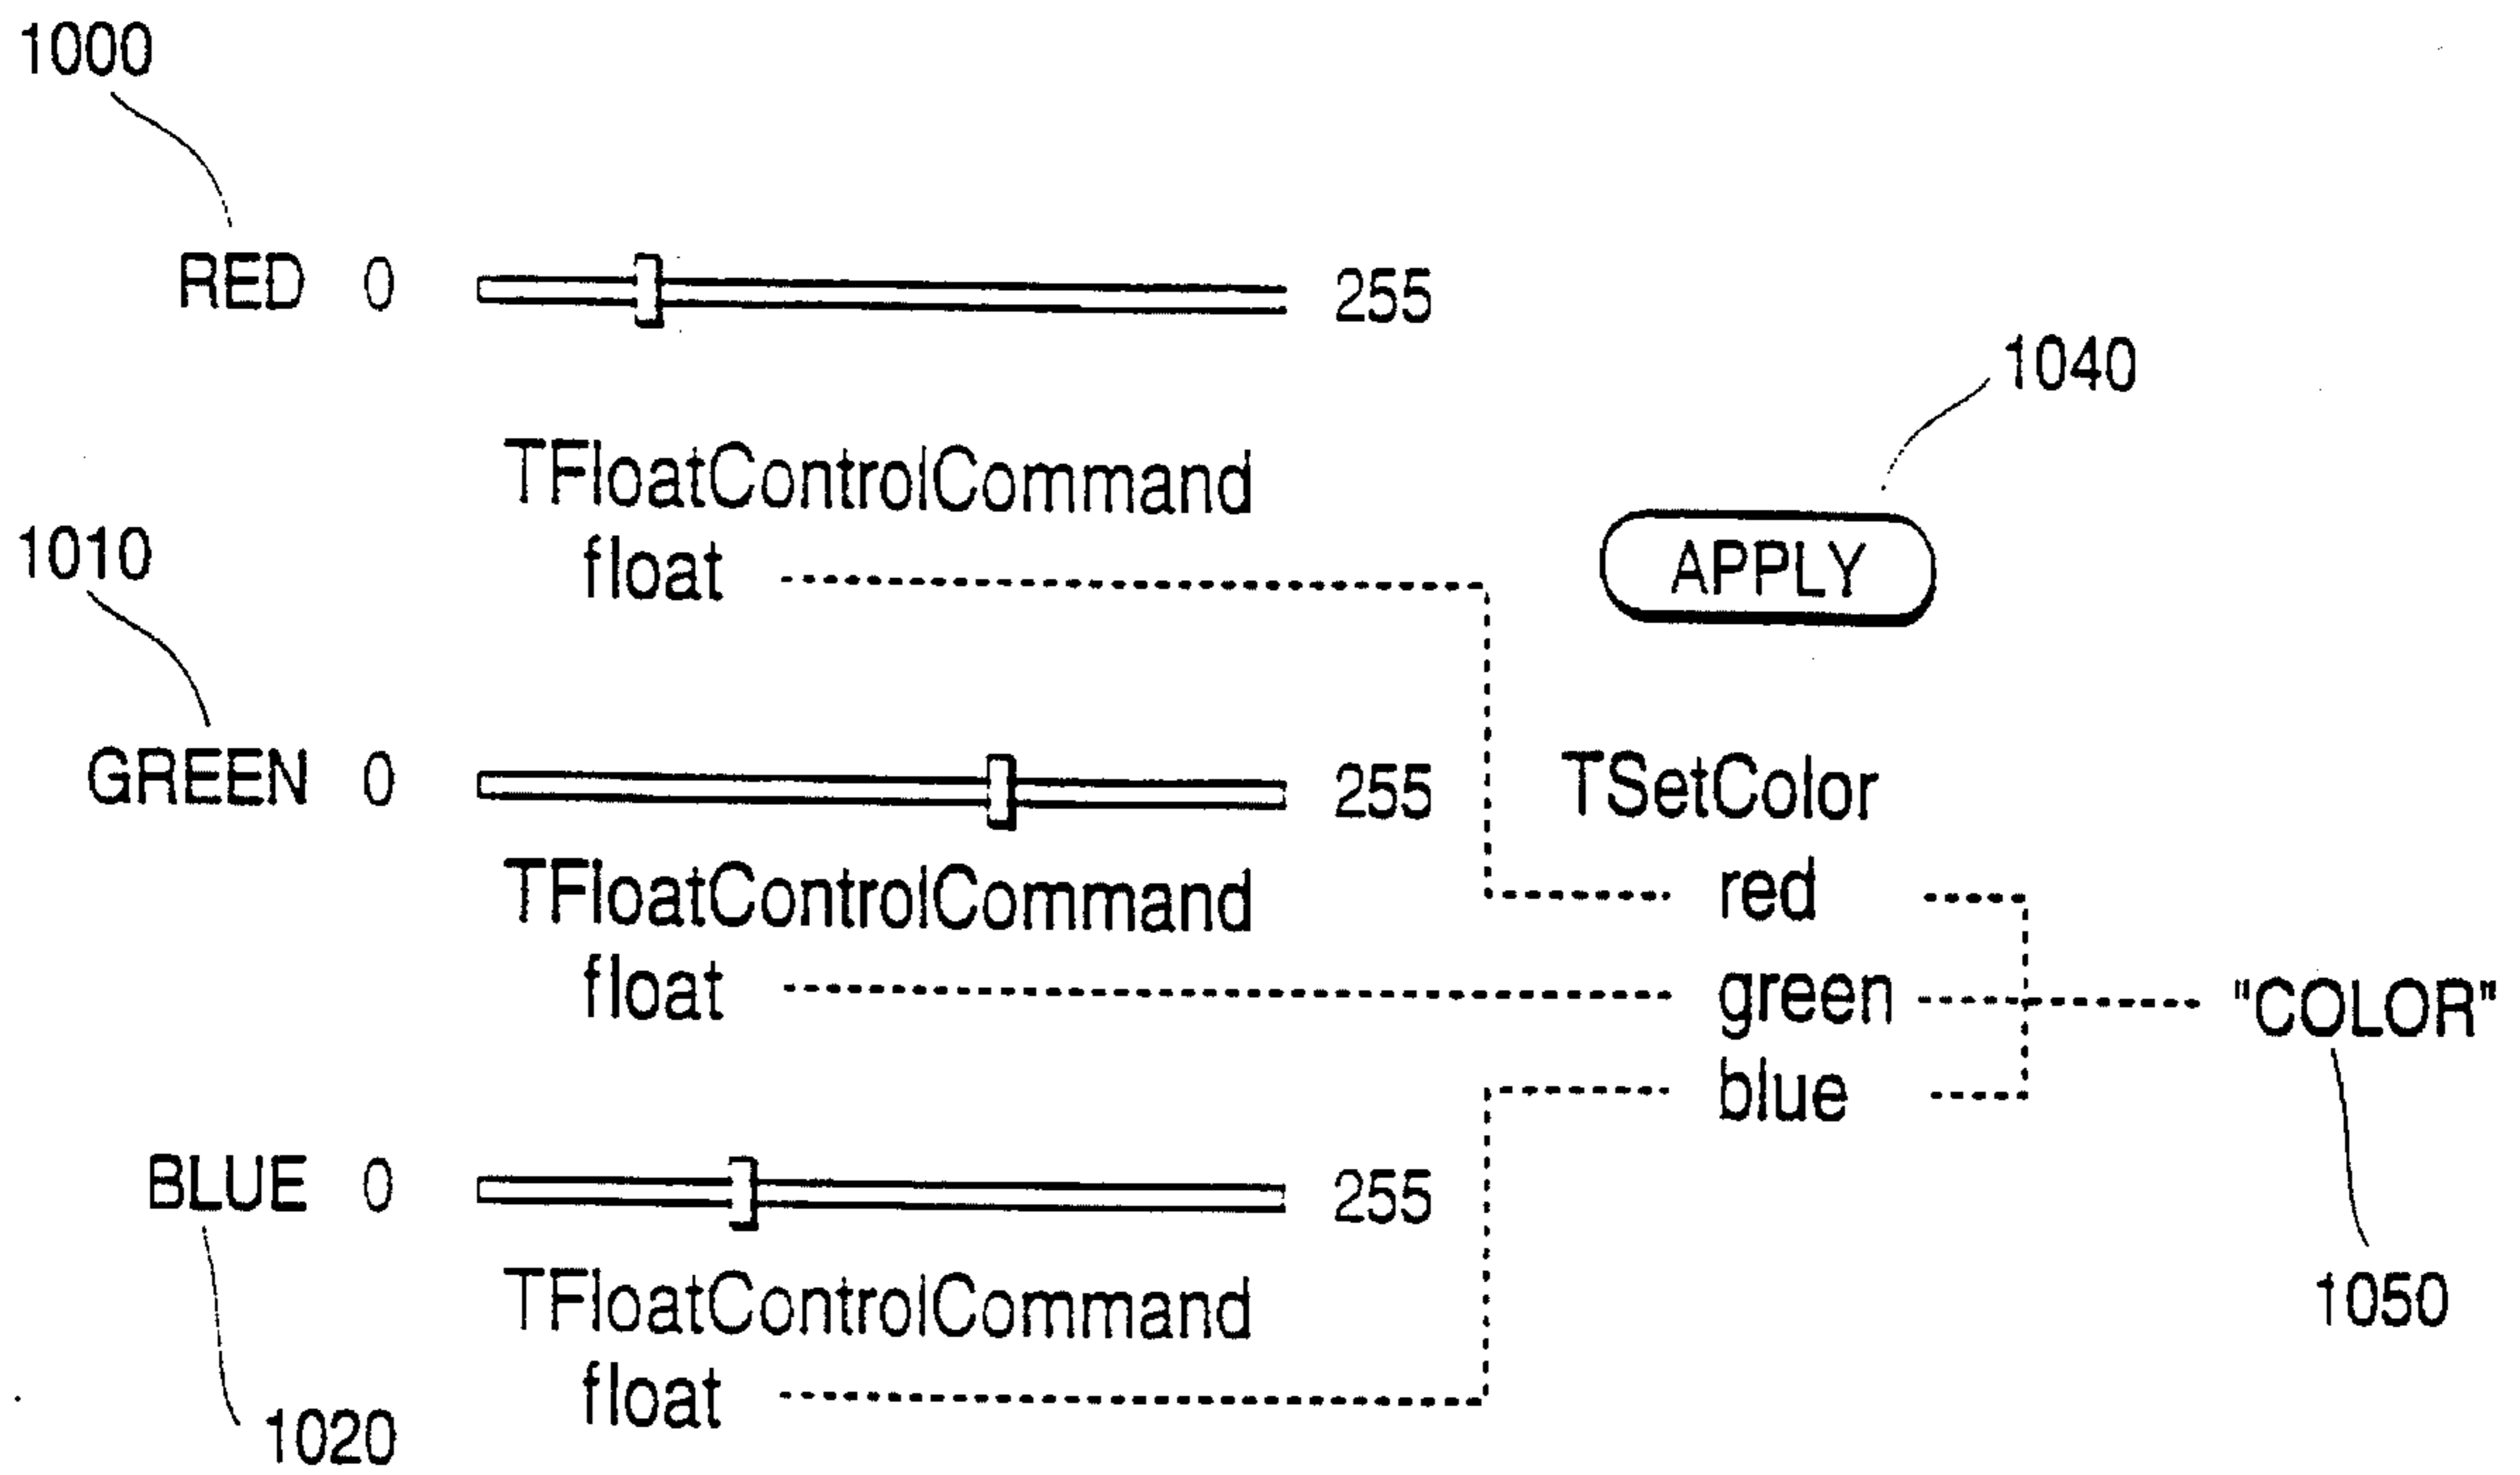 1000
RED 0 255
1040
TFloatControlCommand
float
APPLY
1010
GREEN 0 255
TSetColor
TFloatControlCommand
red
float
green
"COLOR"
blue
BLUE 0 255
TFloatControlCommand
1050
float
1020